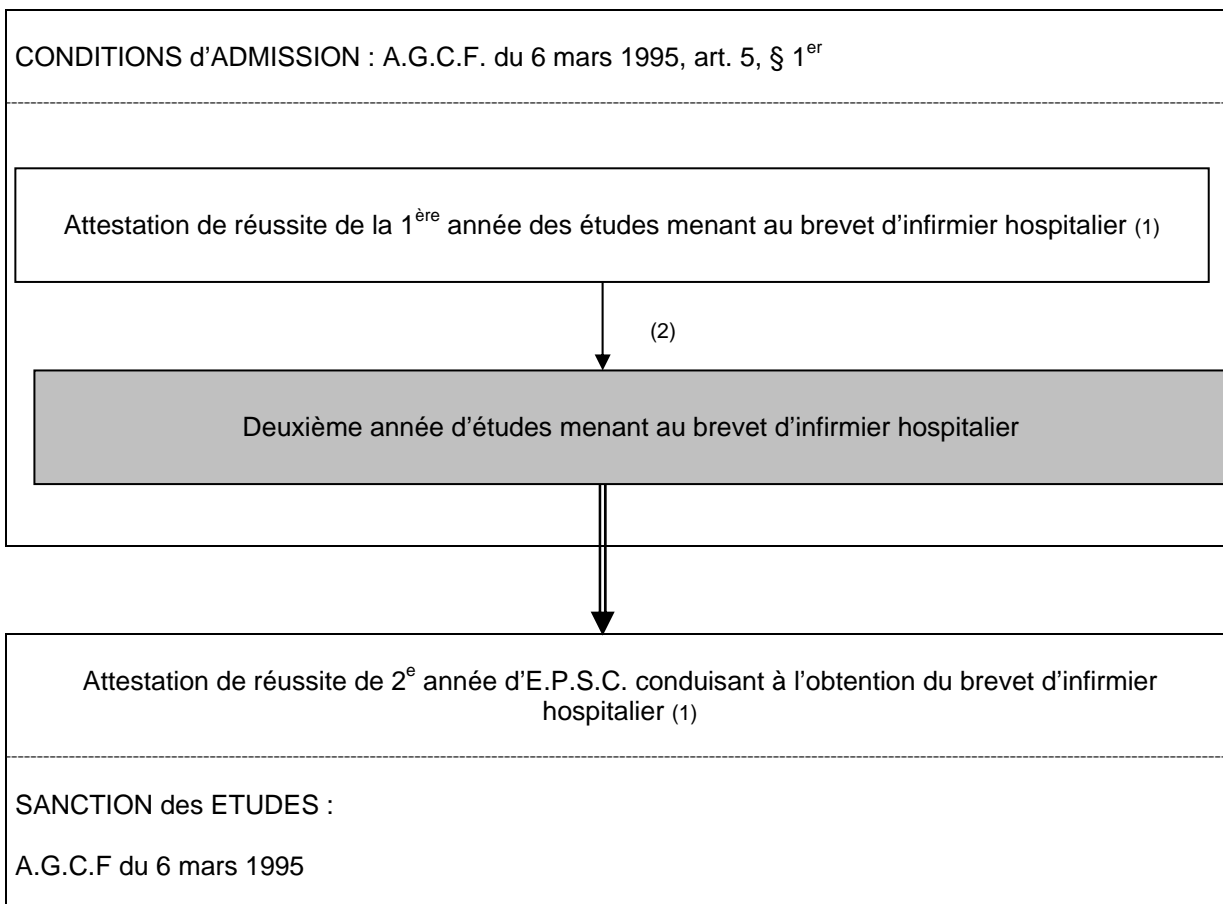 CONDITIONS d'ADMISSION : A.G.C.F. du 6 mars 1995, art. 5, § 1er
Attestation de réussite de la 1ère année des études menant au brevet d'infirmier hospitalier (1)
(2)
Deuxième année d'études menant au brevet d'infirmier hospitalier
Attestation de réussite de 2e année d'E.P.S.C. conduisant à l'obtention du brevet d'infirmier
hospitalier (1)
SANCTION des ETUDES :
A.G.C.F du 6 mars 1995